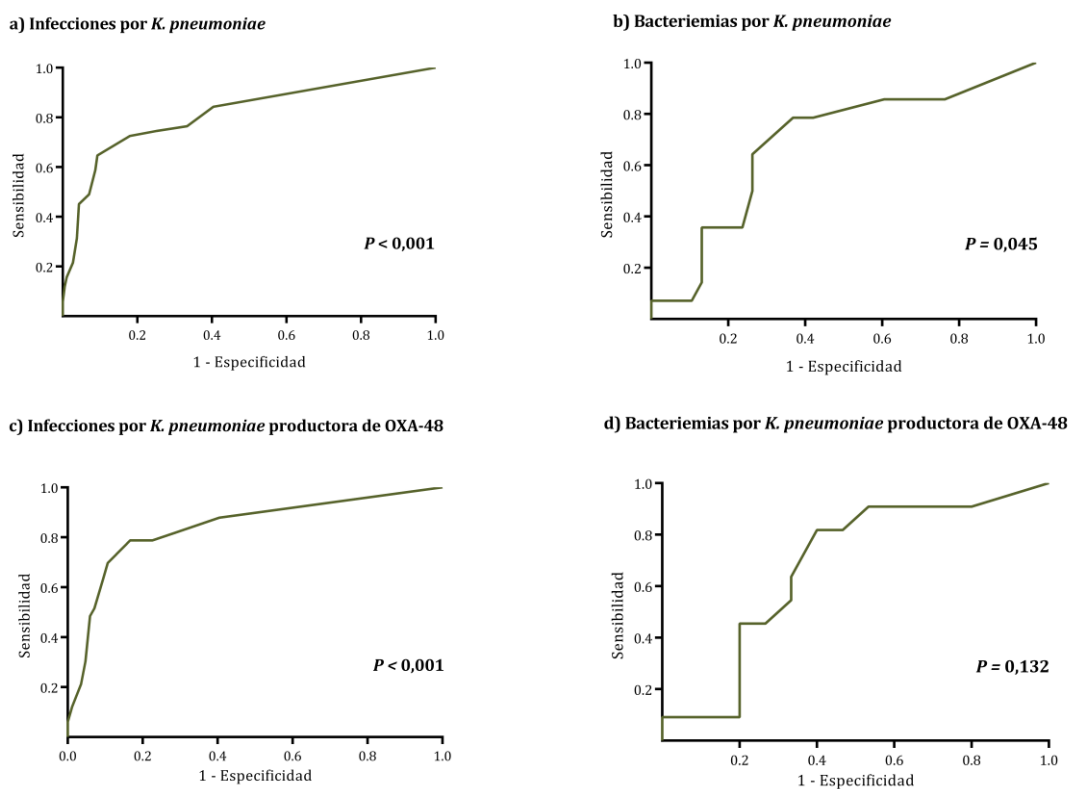 a) Infecciones por K. pneumoniae
1.0
0.8
0.6
0.4
0.2
Sensibilidad
P < 0,001
0.2
0.4
0.6
0.8
1.0
1 - Especificidad
b) Bacteriemias por K. pneumoniae
1.0
0.8
0.6
0.4
0.2
Sensibilidad
P = 0,045
0.2
0.4
0.6
0.8
1.0
1 - Especificidad
c) Infecciones por K. pneumoniae productora de OXA-48
1.0
0.8
0.6
0.4
0.2
Sensibilidad
P < 0,001
0.0
0.2
0.4
0.6
0.8
1.0
1 - Especificidad
d) Bacteriemias por K. pneumoniae productora de OXA-48
1.0
0.8
0.6
0.4
0.2
Sensibilidad
P = 0,132
0.2
0.4
0.6
0.8
1.0
1 - Especificidad